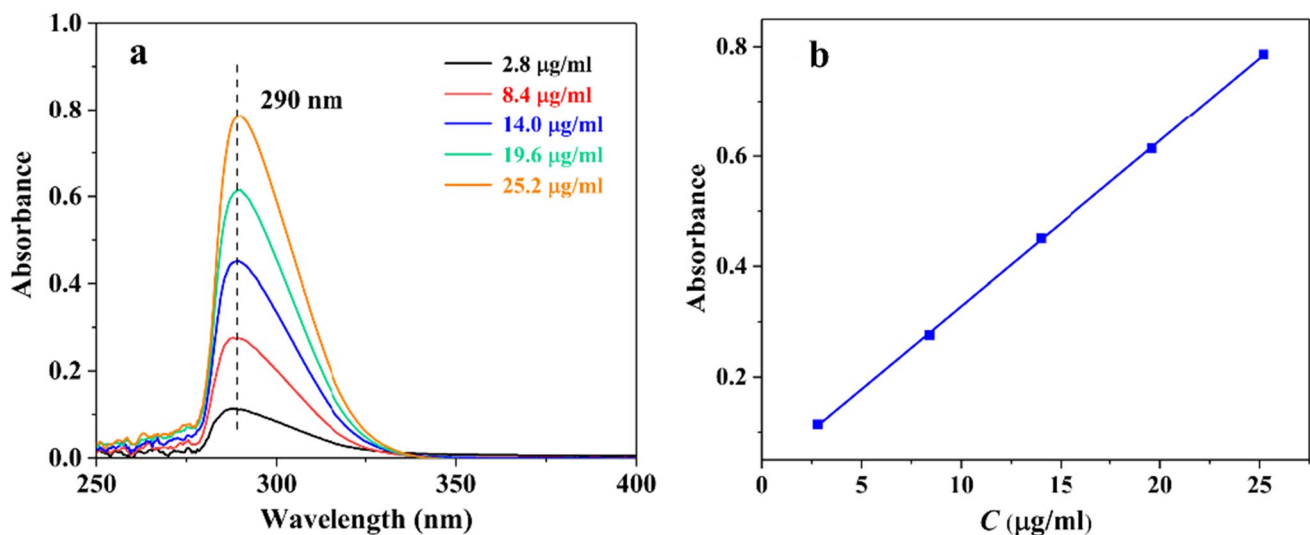 a
290 nm
2.8 μg/ml
8.4 μg/ml
14.0 μg/ml
19.6 μg/ml
25.2 μg/ml
1.0
0.8
0.6
0.4
0.2
0.0
Absorbance
250 300 350 400
Wavelength (nm)
b
0.8
0.6
0.4
0.2
Absorbance
0 5 10 15 20 25
C (μg/ml)